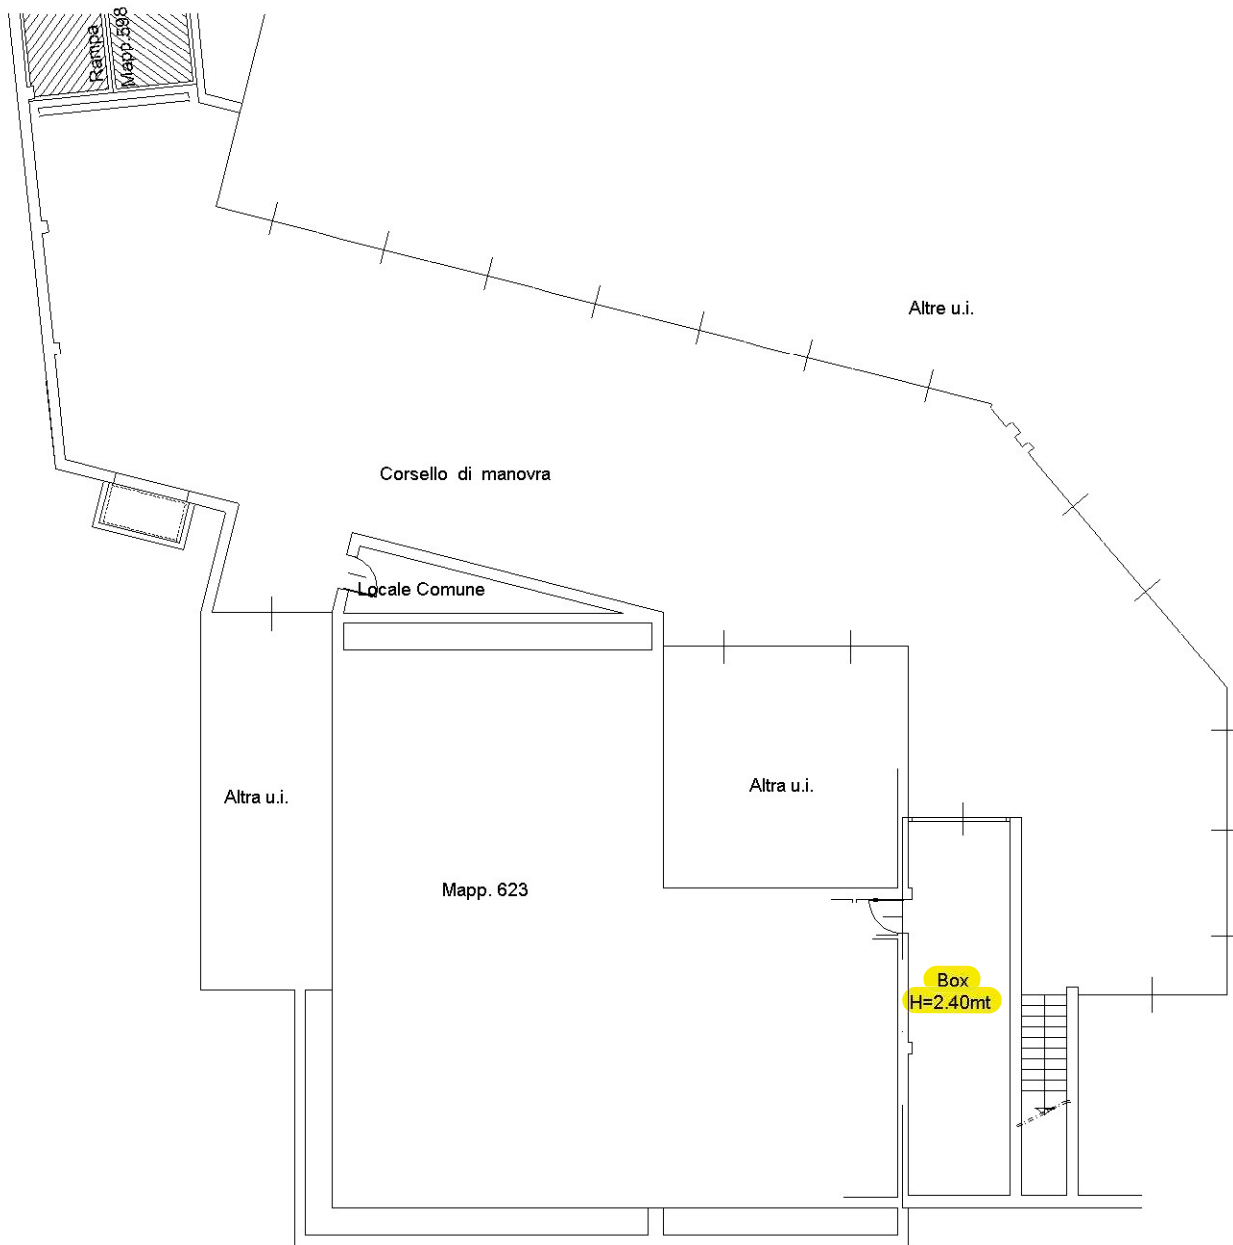 Rampa
Mapp.598
Altre u.i.
Corsello di manovra
Locale Comune
Altra u.i.
Altra u.i.
Mapp. 623
Box
H=2.40mt